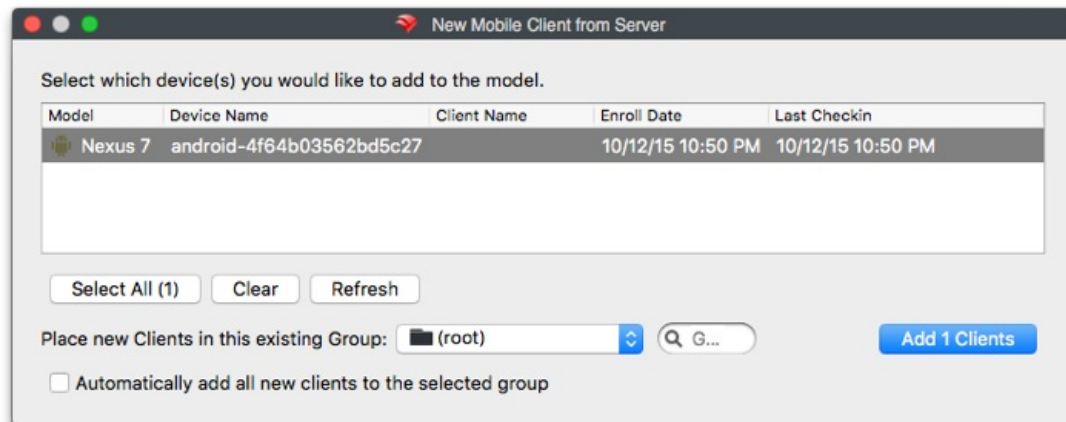 New Mobile Client from Server
Select which device(s) you would like to add to the model.
Model Device Name Client Name Enroll Date Last Checkin
Nexus 7 android-4f64b03562bd5c27 10/12/15 10:50 PM 10/12/15 10:50 PM
Select All (1) Clear Refresh
Place new Clients in this existing Group: (root) G... Add 1 Clients
Automatically add all new clients to the selected group